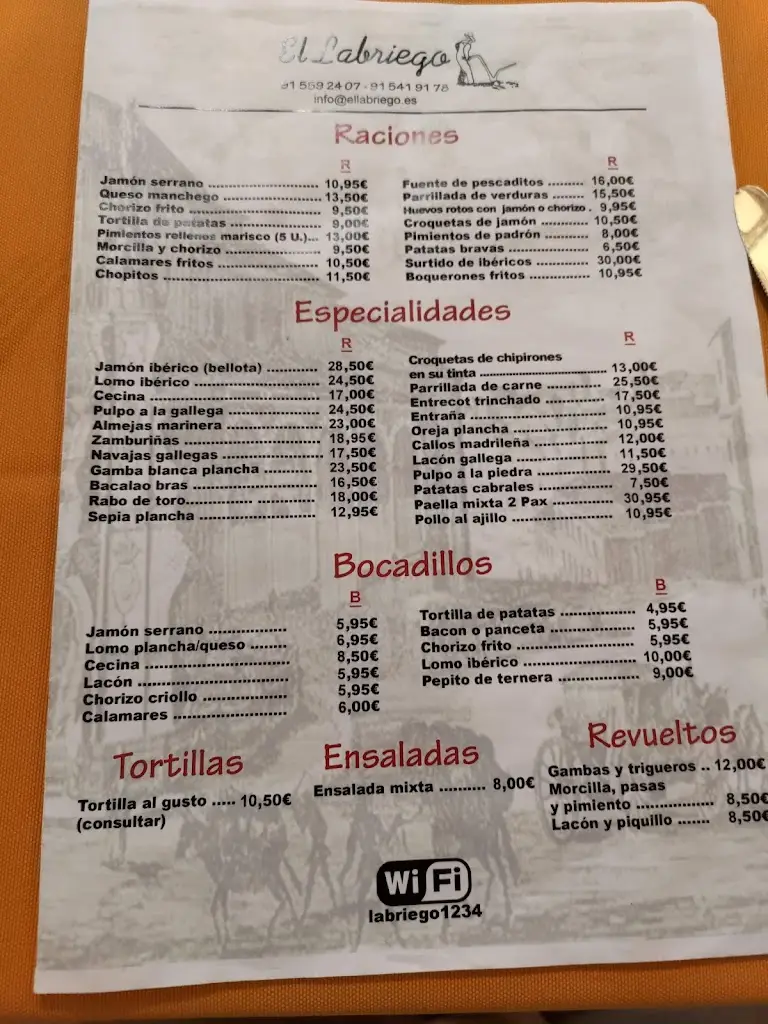 El Labriego
91 559 24 07 - 91 541 91 78
info@ellabriego.es
Raciones
R
Jamón serrano ........................ 10,95€
Queso manchego ..................... 13,50€
Chorizo frito ........................... 9,50€
Tortilla de patatas .................... 9,00€
Pimientos rellenos marisco (5 U.)... 13,00€
Morcilla y chorizo ..................... 9,50€
Calamares fritos ...................... 10,50€
Chopitos ................................ 11,50€
R
Fuente de pescaditos ........ 16,00€
Parrillada de verduras ....... 15,50€
Huevos rotos con jamón o chorizo . 9,95€
Croquetas de jamón .......... 10,50€
Pimientos de padrón .......... 8,00€
Patatas bravas ................. 6,50€
Surtido de ibéricos ............ 30,00€
Boquerones fritos ............. 10,95€
Especialidades
R
Jamón ibérico (bellota) ........... 28,50€
Lomo ibérico ........................... 24,50€
Cecina .................................... 17,00€
Pulpo a la gallega .................... 24,50€
Almejas marinera ..................... 23,00€
Zamburiñas ............................. 18,95€
Navajas gallegas ...................... 17,50€
Gamba blanca plancha .......... 23,50€
Bacalao bras ............................ 16,50€
Rabo de toro............... ............. 18,00€
Sepia plancha .......................... 12,95€
R
Croquetas de chipirones
en su tinta ............................... 13,00€
Parrillada de carne ............ 25,50€
Entrecot trinchado ............. 17,50€
Entraña .............................. 10,95€
Oreja plancha ..................... 10,95€
Callos madrileña ................ 12,00€
Lacón gallega ..................... 11,50€
Pulpo a la piedra ................ 29,50€
Patatas cabrales ................. 7,50€
Paella mixta 2 Pax ............. 30,95€
Pollo al ajillo ...................... 10,95€
Bocadillos
B
Jamón serrano ................... 5,95€
Lomo plancha/queso ........ 6,95€
Cecina ................................ 8,50€
Lacón ................................. 5,95€
Chorizo criollo ................... 5,95€
Calamares ......................... 6,00€
B
Tortilla de patatas ................. 4,95€
Bacon o panceta ................... 5,95€
Chorizo frito ......................... 5,95€
Lomo ibérico ......................... 10,00€
Pepito de ternera .................. 9,00€
Tortillas
Tortilla al gusto ..... 10,50€
(consultar)
Ensaladas
Ensalada mixta .......... 8,00€
Revueltos
Gambas y trigueros .. 12,00€
Morcilla, pasas
y pimiento ................. 8,50€
Lacón y piquillo ....... 8,50€
WiFi
labriego1234